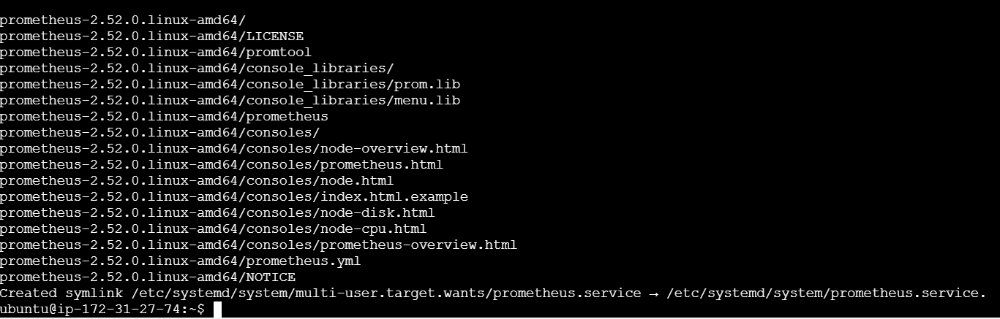 prometheus-2.52.0.linux-amd64/
prometheus-2.52.0.linux-amd64/LICENSE
prometheus-2.52.0.linux-amd64/promtool
prometheus-2.52.0.linux-amd64/console_libraries/
prometheus-2.52.0.linux-amd64/console_libraries/prom.lib
prometheus-2.52.0.linux-amd64/console_libraries/menu.lib
prometheus-2.52.0.linux-amd64/prometheus
prometheus-2.52.0.linux-amd64/consoles/
prometheus-2.52.0.linux-amd64/consoles/node-overview.html
prometheus-2.52.0.linux-amd64/consoles/prometheus.html
prometheus-2.52.0.linux-amd64/consoles/node.html
prometheus-2.52.0.linux-amd64/consoles/index.html.example
prometheus-2.52.0.linux-amd64/consoles/node-disk.html
prometheus-2.52.0.linux-amd64/consoles/node-cpu.html
prometheus-2.52.0.linux-amd64/consoles/prometheus-overview.html
prometheus-2.52.0.linux-amd64/prometheus.yml
prometheus-2.52.0.linux-amd64/NOTICE
Created symlink /etc/systemd/system/multi-user.target.wants/prometheus.service → /etc/systemd/system/prometheus.service.
ubuntu@ip-172-31-27-74:~$